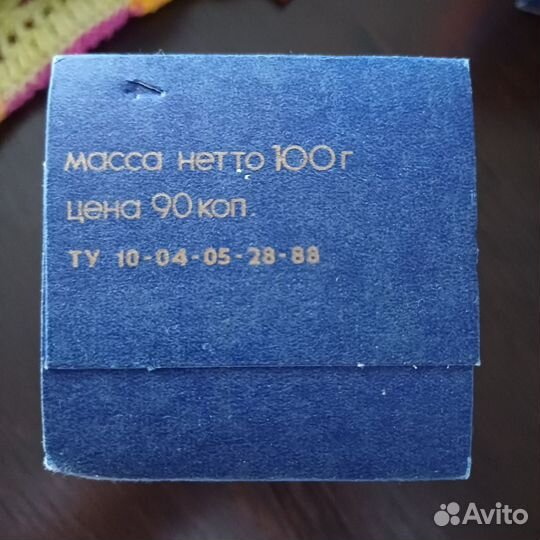 масса нетто 100 г
цена 90 коп.
ТУ 10-04-05-28-88
Avito